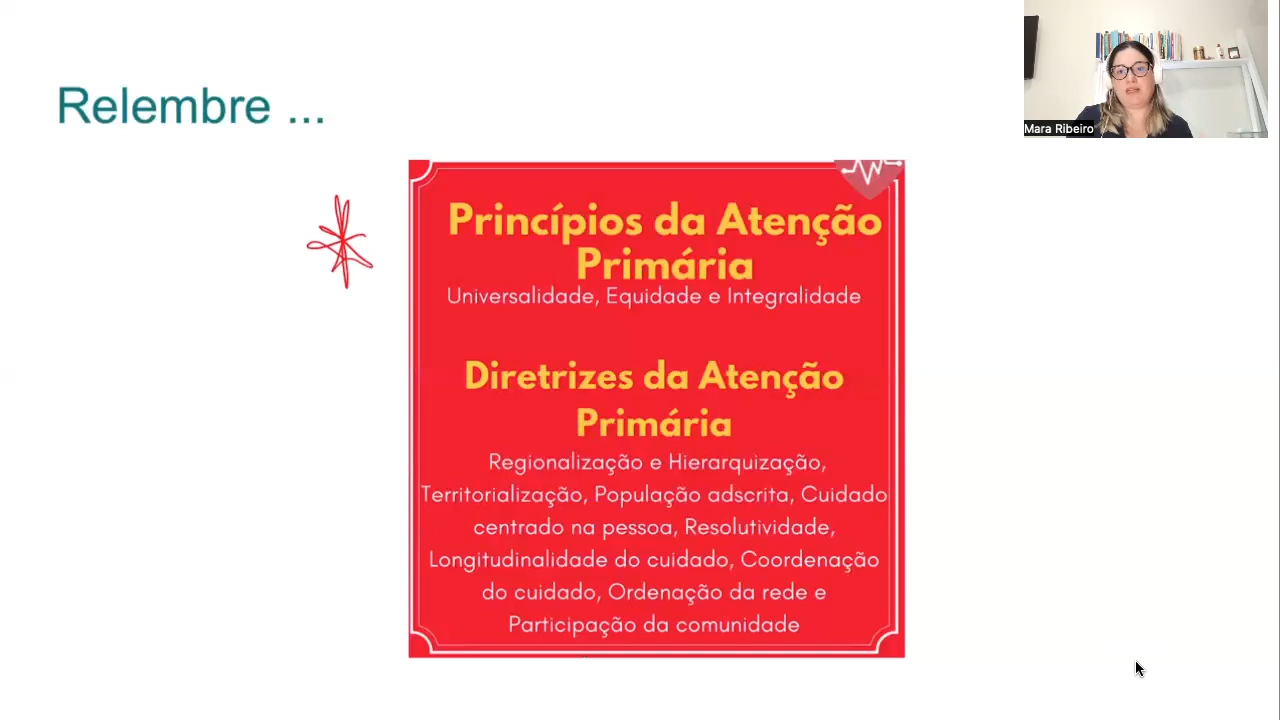 Relembre ...
Mara Ribeiro
Princípios da Atenção
Primária
Universalidade, Equidade e Integralidade
Diretrizes da Atenção
Primária
Regionalização e Hierarquização,
Territorialização, População adscrita, Cuidado
centrado na pessoa, Resolutividade,
Longitudinalidade do cuidado, Coordenação
do cuidado, Ordenação da rede e
Participação da comunidade